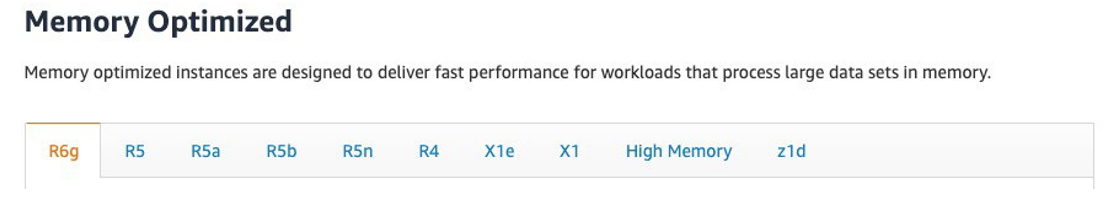 Memory Optimized
Memory optimized instances are designed to deliver fast performance for workloads that process large data sets in memory.
R6g R5 R5a R5b R5n R4 X1e X1 High Memory z1d